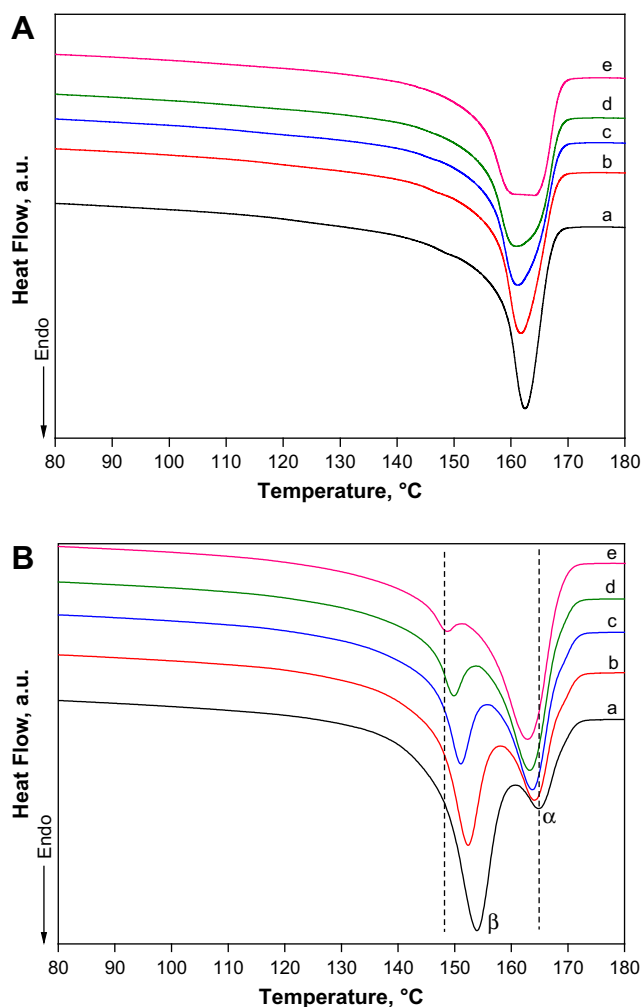 A
e
d
c
b
a
Heat Flow, a.u.
Endo
80 90 100 110 120 130 140 150 160 170 180
Temperature, °C
B
e
d
c
b
a
α
β
Heat Flow, a.u.
Endo
80 90 100 110 120 130 140 150 160 170 180
Temperature, °C